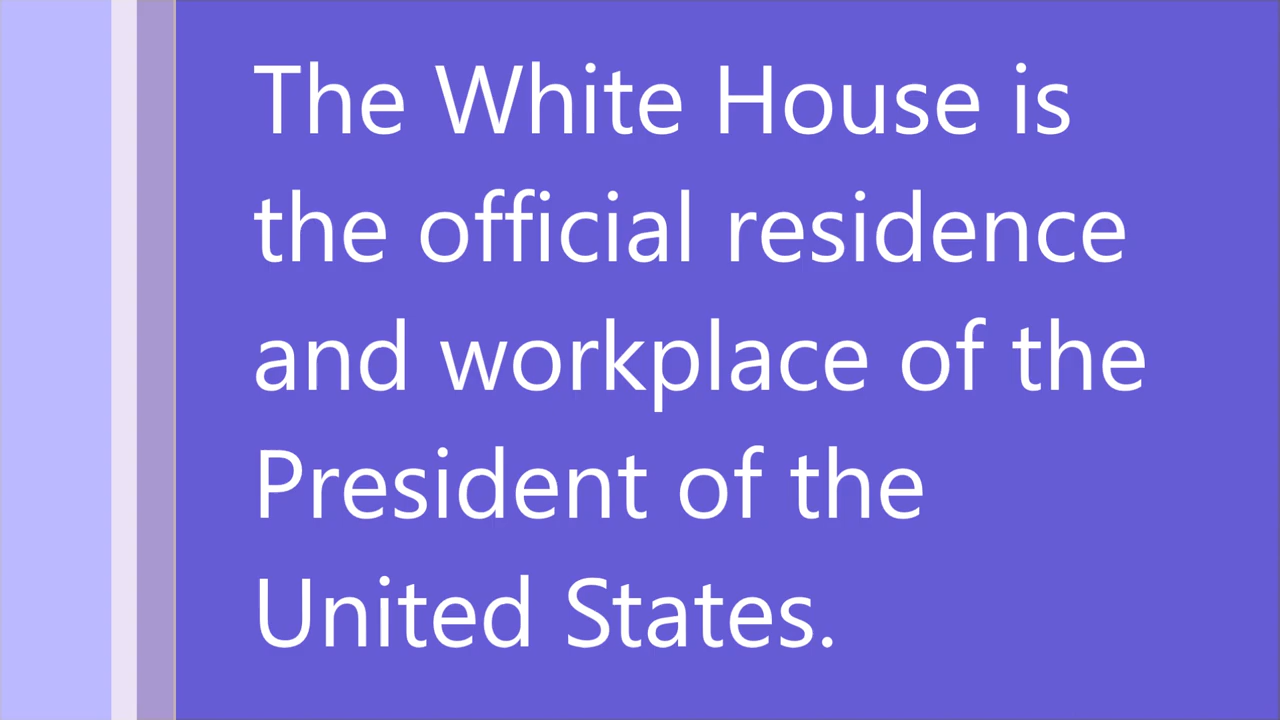 The White House is
the official residence
and workplace of the
President of the
United States.